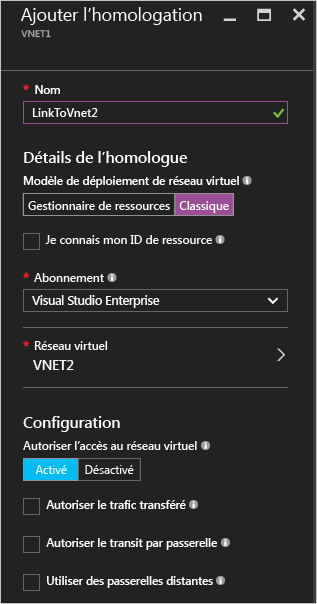 Ajouter l’homologation
VNET1
* Nom
LinkToVnet2
Détails de l’homologue
Modèle de déploiement de réseau virtuel
Gestionnaire de ressources Classique
Je connais mon ID de ressource
* Abonnement
Visual Studio Enterprise
* Réseau virtuel
VNET2
Configuration
Autoriser l’accès au réseau virtuel
Activé Désactivé
Autoriser le trafic transféré
Autoriser le transit par passerelle
Utiliser des passerelles distantes